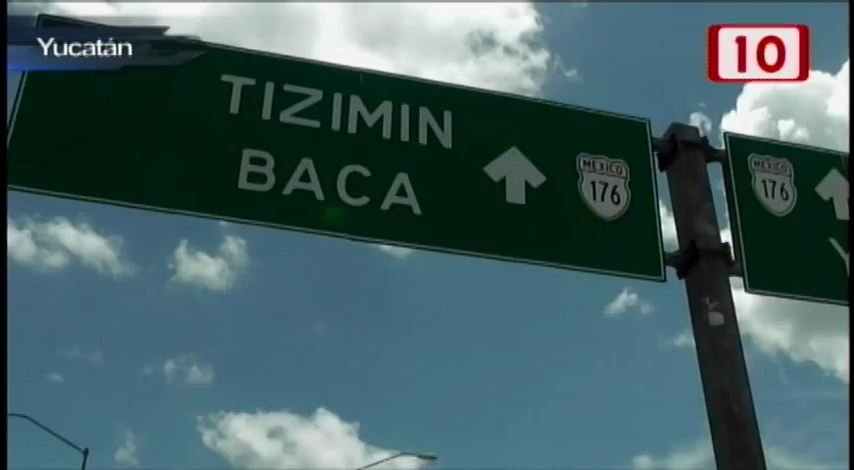 Yucatán
10
TIZIMIN
BACA
MEXICO
176
MEXICO
176